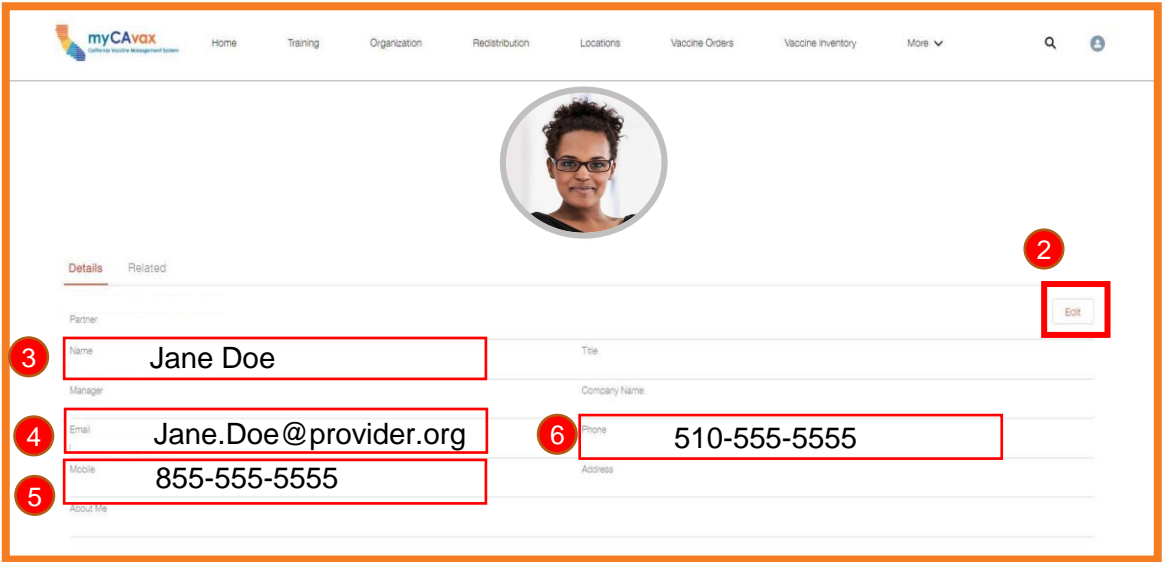 myCAvax
California Vaccine Management System
Home Training Organization Redistribution Locations Vaccine Orders Vaccine Inventory More
2
Details Related
Edit
Partner
3 Name Jane Doe Title
Manager Company Name
4 Email Jane.Doe@provider.org 6 Phone 510-555-5555
5 Mobile 855-555-5555 Address
About Me